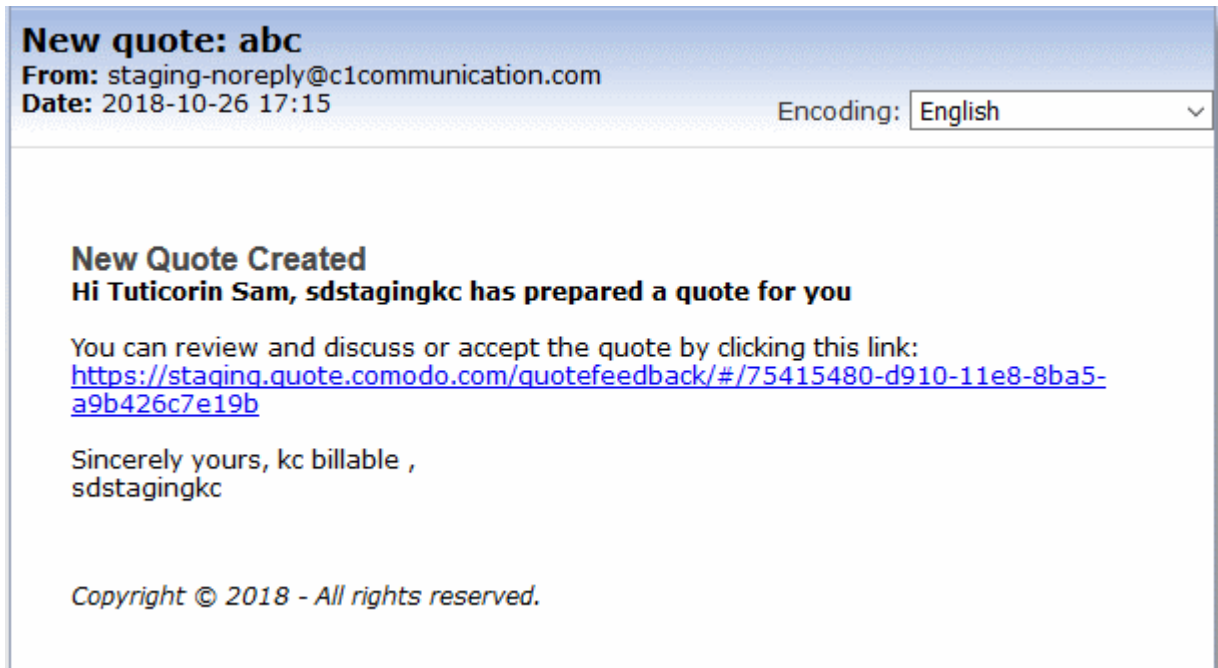 New quote: abc
From: staging-noreply@c1communication.com
Date: 2018-10-26 17:15
Encoding: English
New Quote Created
Hi Tuticorin Sam, sdstagingkc has prepared a quote for you
You can review and discuss or accept the quote by clicking this link:
https://staging.quote.comodo.com/quotefeedback/#/75415480-d910-11e8-8ba5-
a9b426c7e19b
Sincerely yours, kc billable ,
sdstagingkc
Copyright © 2018 - All rights reserved.